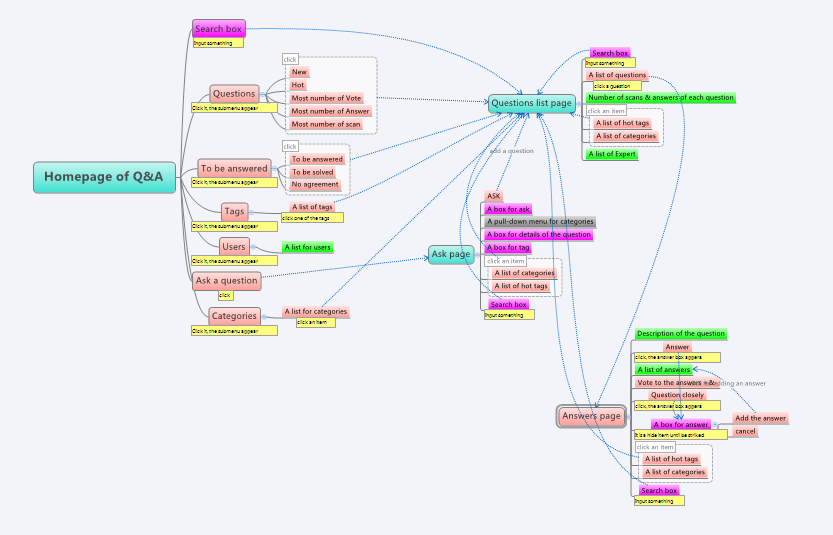 Homepage of Q&A
Search box
Input something
Questions
Click it, the submenu appear
click
New
Hot
Most number of Vote
Most number of Answer
Most number of scan
To be answered
Click it, the submenu appear
click
To be answered
To be solved
No agreement
Tags
Click it, the submenu appear
A list of tags
click one of the tags
Users
Click it, the submenu appear
A list for users
Ask a question
click
Categories
Click it, the submenu appear
A list for categories
click an item
Questions list page
Search box
Input something
A list of questions
click a question
Number of scans & answers of each question
click an item
A list of hot tags
A list of categories
A list of Expert
add a question
Ask page
ASK
A box for ask
A pull-down menu for categories
A box for details of the question
A box for tag
click an item
A list of categories
A list of hot tags
Search box
Input something
Answers page
Description of the question
Answer
click, the answer box appera
A list of answers
Vote to the answers
adding an answer
Question closely
click, the answer box appera
A box for answer
It is a hide item until be striked
Add the answer
cancel
click an item
A list of hot tags
A list of categories
Search box
Input something